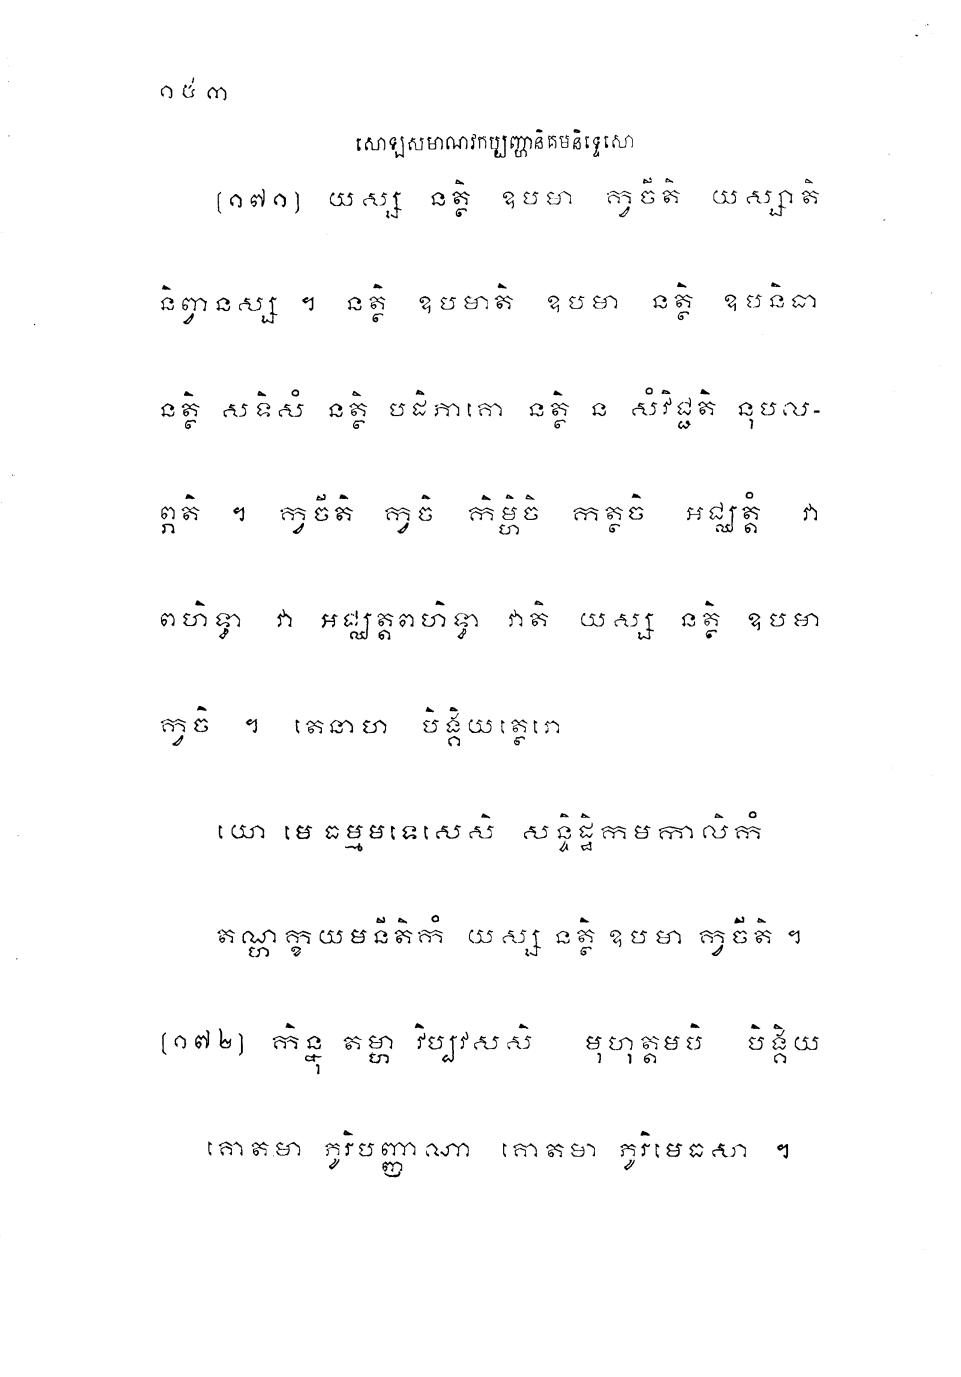 ១៥៣
សោឡសមាណវកប្បញ្ហានិគមនិទ្ទេសោ
(១៧១) យស្ស នត្ថិ ឧបមា ក្វចីតិ យស្សាតិ
និព្វានស្ស ។ នត្ថិ ឧបមាតិ ឧបមា នត្ថិ ឧបនិធា
នត្ថិ សទិសំ នត្ថិ បដិភាគោ នត្ថិ ន សំវិជ្ជតិ នុបល-
ព្ភតិ ។ ក្វចីតិ ក្វចិ កិម្ហិចិ កត្ថចិ អជ្ឈត្តំ វា
ពហិទ្ធា វា អជ្ឈត្តពហិទ្ធា វាតិ យស្ស នត្ថិ ឧបមា
ក្វចិ ។ តេនាហ បិង្គិយត្ថេរោ
យោ មេ ធម្មមទេសេសិ សន្ទិដ្ឋិកមកាលិកំ
តណ្ហក្ខយមនីតិកំ យស្ស នត្ថិ ឧបមា ក្វចីតិ ។
(១៧២) កិន្នុ តម្ហា វិប្បវសសិ មុហុត្តមបិ បិង្គិយ
គោតមា ភូរិបញ្ញាណា គោតមា ភូរិមេធសា ។